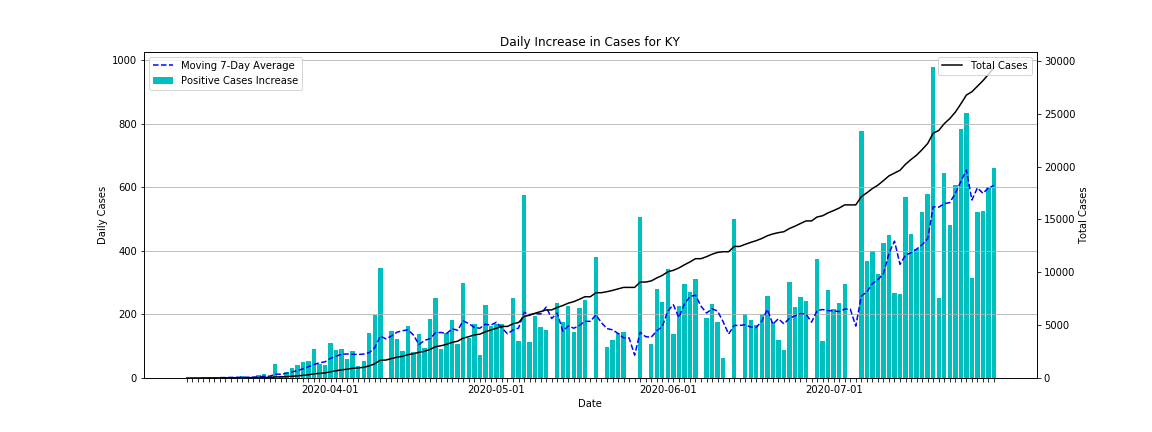 Daily Increase in Cases for KY
Moving 7-Day Average
Positive Cases Increase
Total Cases
1000
800
600
400
200
0
Daily Cases
30000
25000
20000
15000
10000
5000
0
Total Cases
2020-04-01
2020-05-01
2020-06-01
2020-07-01
Date